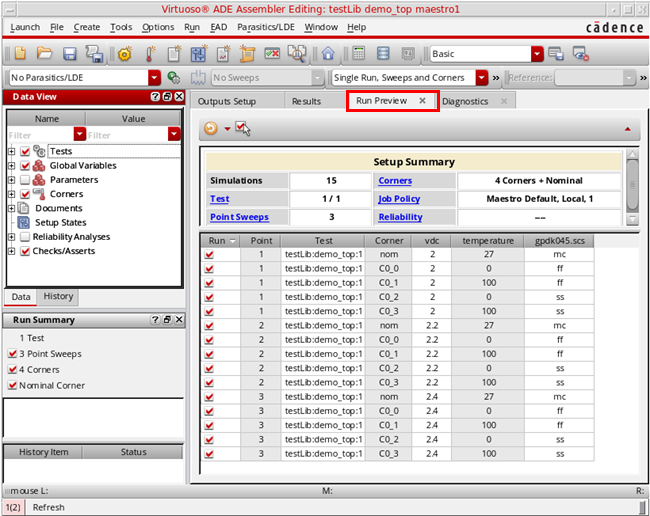 Virtuoso® ADE Assembler Editing: testLib demo_top maestro1
Launch File Create Tools Options Run EAD Parasitics/LDE Window Help
cādence
Basic
No Parasitics/LDE No Sweeps Single Run, Sweeps and Corners » Reference: »
Data View ? Outputs Setup Results Run Preview Diagnostics
Name Value
Filter Filter
Tests
Global Variables
Parameters
Corners
Documents
Setup States
Reliability Analyses
Checks/Asserts
Data History
Run Summary ?
1 Test
3 Point Sweeps
4 Corners
Nominal Corner
History Item Status
Setup Summary
Simulations 15 Corners 4 Corners + Nominal
Test 1 / 1 Job Policy Maestro Default, Local, 1
Point Sweeps 3 Reliability ----
Run Point Test Corner vdc temperature gpdk045.scs
1 testLib:demo_top:1 nom 2 27 mc
1 testLib:demo_top:1 C0_0 2 0 ff
1 testLib:demo_top:1 C0_1 2 100 ff
1 testLib:demo_top:1 C0_2 2 0 ss
1 testLib:demo_top:1 C0_3 2 100 ss
2 testLib:demo_top:1 nom 2.2 27 mc
2 testLib:demo_top:1 C0_0 2.2 0 ff
2 testLib:demo_top:1 C0_1 2.2 100 ff
2 testLib:demo_top:1 C0_2 2.2 0 ss
2 testLib:demo_top:1 C0_3 2.2 100 ss
3 testLib:demo_top:1 nom 2.4 27 mc
3 testLib:demo_top:1 C0_0 2.4 0 ff
3 testLib:demo_top:1 C0_1 2.4 100 ff
3 testLib:demo_top:1 C0_2 2.4 0 ss
3 testLib:demo_top:1 C0_3 2.4 100 ss
mouse L: M: R:
1(2) Refresh